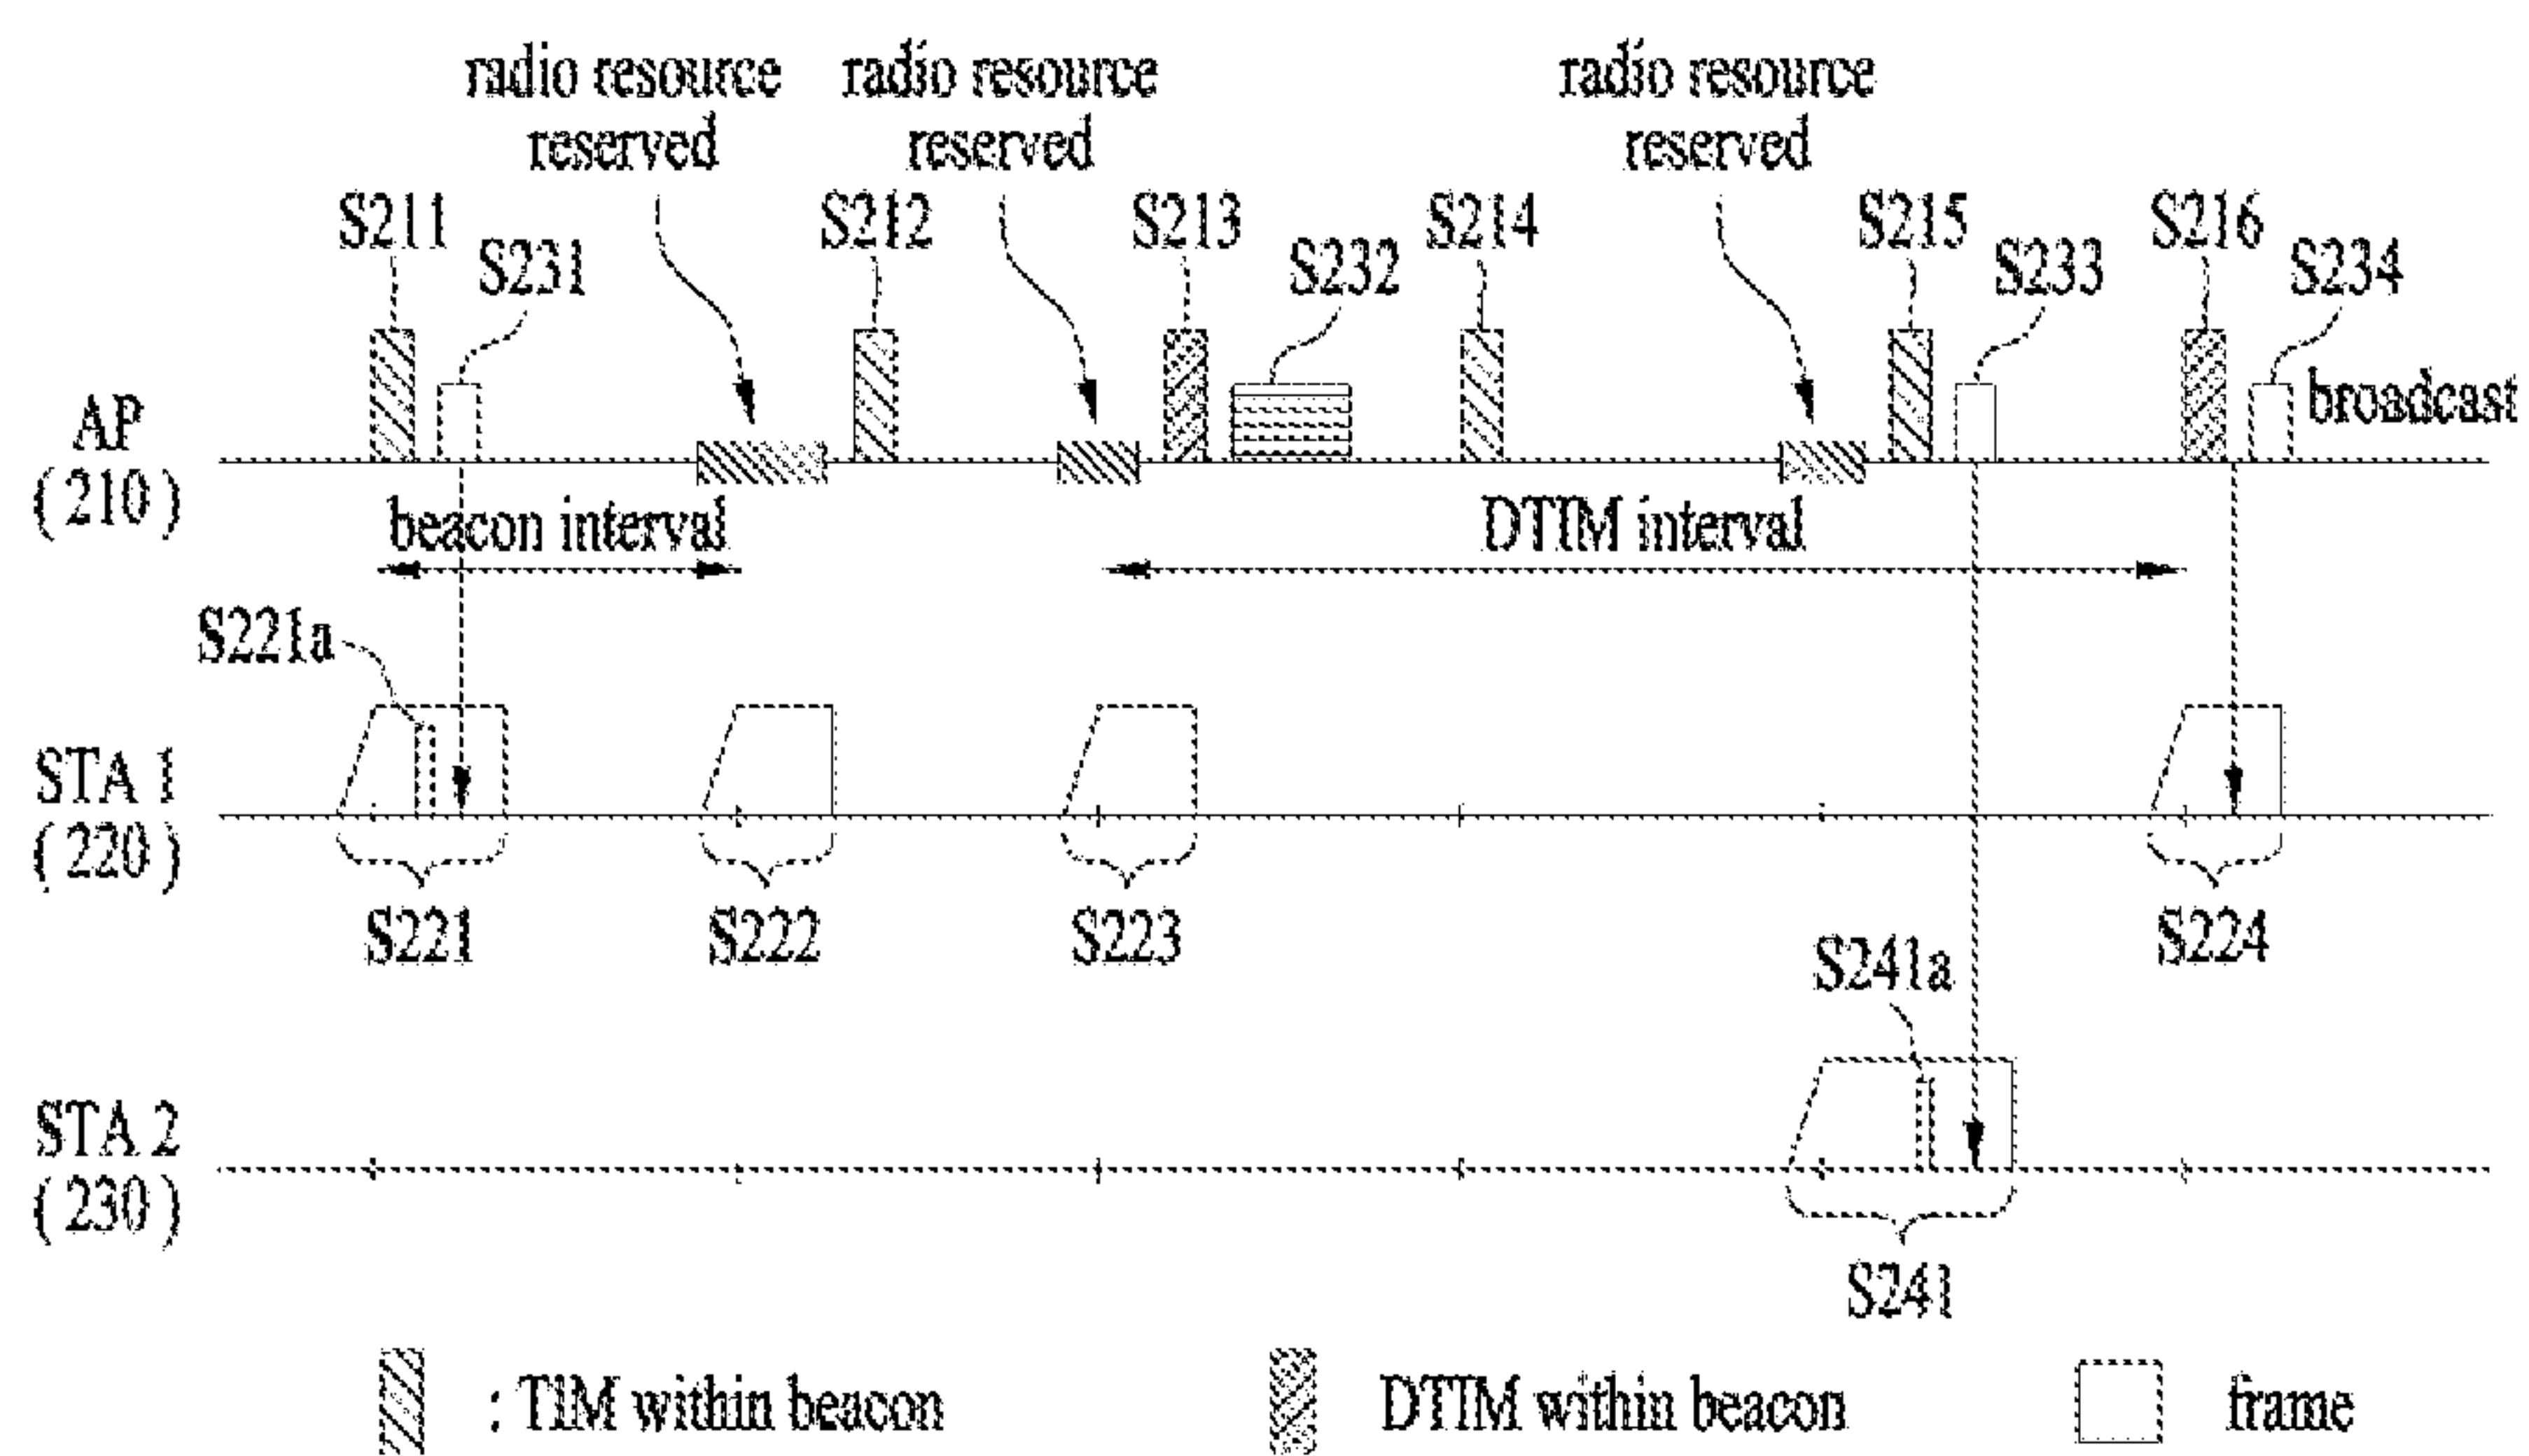 radio resource
reserved
radio resource
reserved
radio resource
reserved
S211
S231
S212
S213
S232
S214
S215
S233
S216
S234
AP
(210)
broadcast
beacon interval
DTIM interval
S221a
STA 1
(220)
S221
S222
S223
S224
S241a
STA 2
(230)
S241
: TIM within beacon
DTIM within beacon
frame